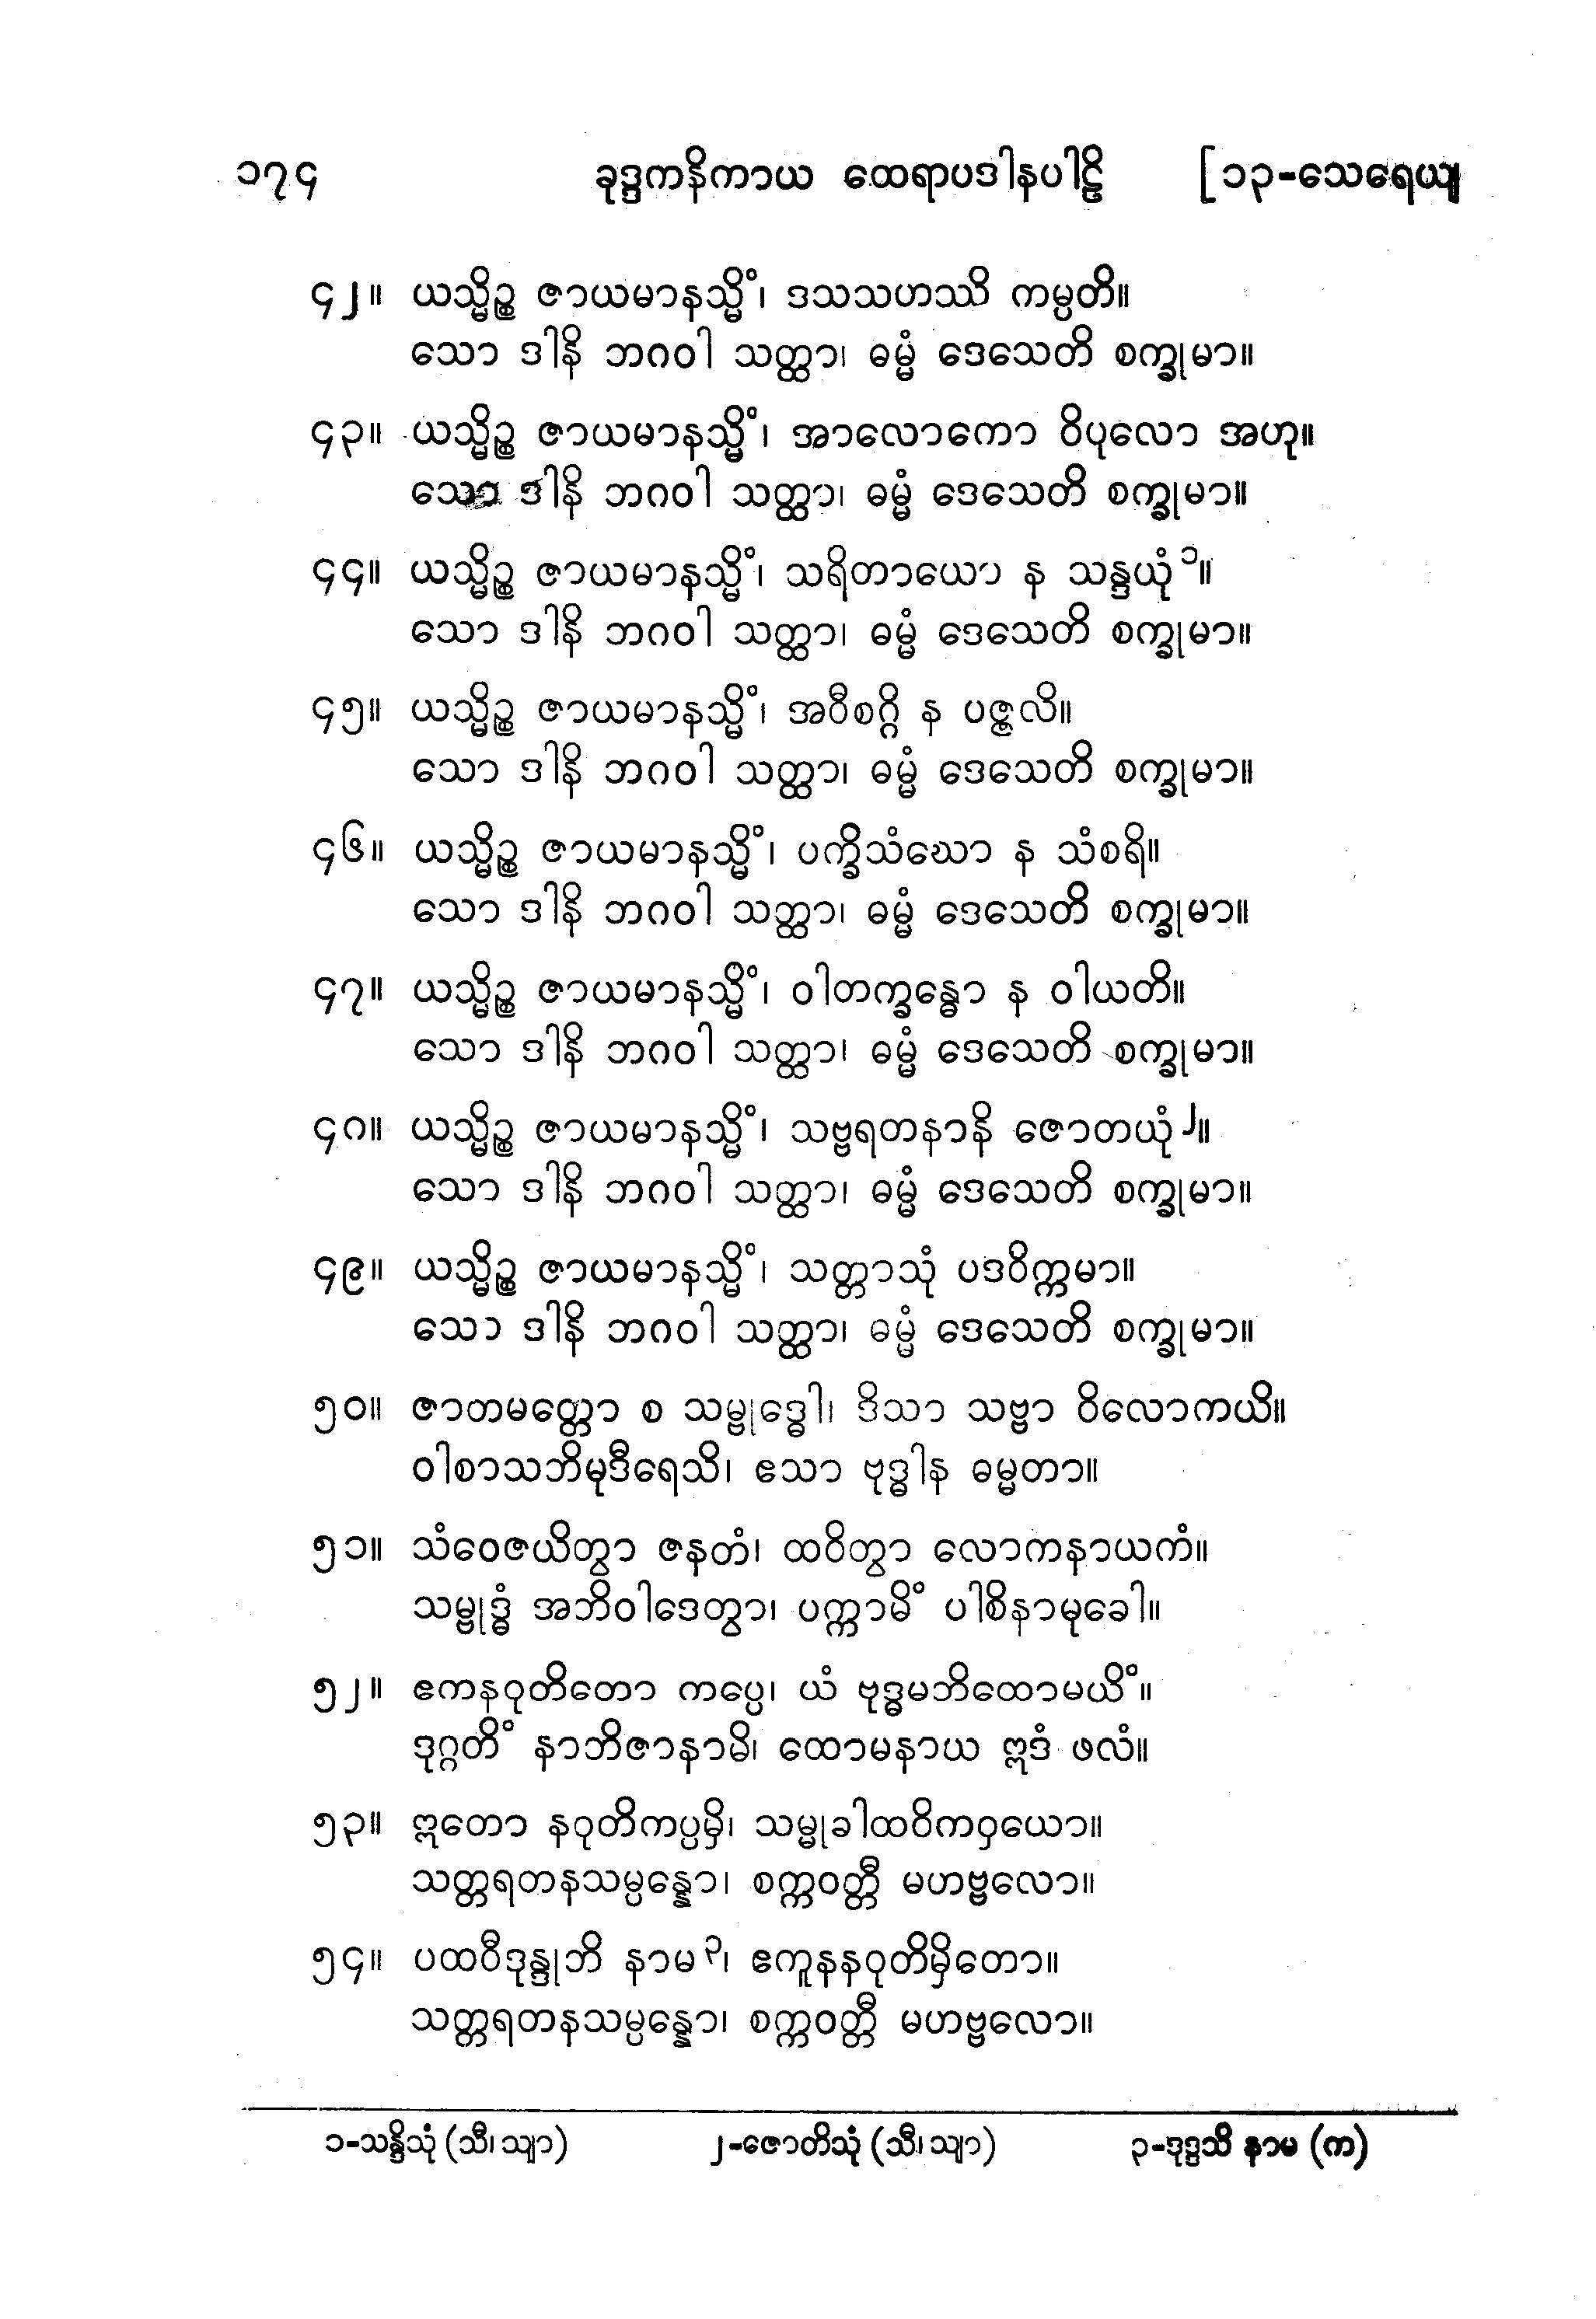 ၁၇၄ ခုဒ္ဒကနိကာယ ထေရာပဒါနပါဠိ [၁၃-သေရေယျ
၄၂။ ယသ္မိဉ္စ ဇာယမာနသ္မိံ၊ ဒသသဟဿိ ကမ္ပတိ။
သော ဒါနိ ဘဂဝါ သတ္ထာ၊ ဓမ္မံ ဒေသေတိ စက္ခုမာ။
၄၃။ ယသ္မိဉ္စ ဇာယမာနသ္မိံ၊ အာလောကော ဝိပုလော အဟု။
သော ဒါနိ ဘဂဝါ သတ္ထာ၊ ဓမ္မံ ဒေသေတိ စက္ခုမာ။
၄၄။ ယသ္မိဉ္စ ဇာယမာနသ္မိံ၊ သရိတာယော န သန္ဒယုံ ၁။
သော ဒါနိ ဘဂဝါ သတ္ထာ၊ ဓမ္မံ ဒေသေတိ စက္ခုမာ။
၄၅။ ယသ္မိဉ္စ ဇာယမာနသ္မိံ၊ အဝီစဂ္ဂိ န ပဇ္ဇလိ။
သော ဒါနိ ဘဂဝါ သတ္ထာ၊ ဓမ္မံ ဒေသေတိ စက္ခုမာ။
၄၆။ ယသ္မိဉ္စ ဇာယမာနသ္မိံ၊ ပက္ခိသံဃော န သံစရိ။
သော ဒါနိ ဘဂဝါ သတ္ထာ၊ ဓမ္မံ ဒေသေတိ စက္ခုမာ။
၄၇။ ယသ္မိဉ္စ ဇာယမာနသ္မိံ၊ ဝါတက္ခန္ဓော န ဝါယတိ။
သော ဒါနိ ဘဂဝါ သတ္ထာ၊ ဓမ္မံ ဒေသေတိ စက္ခုမာ။
၄၈။ ယသ္မိဉ္စ ဇာယမာနသ္မိံ၊ သဗ္ဗရတနာနိ ဇောတယုံ ၂။
သော ဒါနိ ဘဂဝါ သတ္ထာ၊ ဓမ္မံ ဒေသေတိ စက္ခုမာ။
၄၉။ ယသ္မိဉ္စ ဇာယမာနသ္မိံ၊ သတ္တာသုံ ပဒဝိက္ကမာ။
သော ဒါနိ ဘဂဝါ သတ္ထာ၊ ဓမ္မံ ဒေသေတိ စက္ခုမာ။
၅၀။ ဇာတမတ္တော စ သမ္ဗုဒ္ဓေါ၊ ဒိသာ သဗ္ဗာ ဝိလောကယိ။
ဝါစာသဘိမုဒီရေသိ၊ ဧသာ ဗုဒ္ဓါန ဓမ္မတာ။
၅၁။ သံဝေဇယိတွာ ဇနတံ၊ ထဝိတွာ လောကနာယကံ။
သမ္ဗုဒ္ဓံ အဘိဝါဒေတွာ၊ ပက္ကာမိံ ပါစိနာမုခေါ။
၅၂။ ဧကနဝုတိတော ကပ္ပေ၊ ယံ ဗုဒ္ဓမဘိထောမယိံ။
ဒုဂ္ဂတိံ နာဘိဇာနာမိ၊ ထောမနာယ ဣဒံ ဖလံ။
၅၃။ ဣတော နဝုတိကပ္ပမှိ၊ သမ္မုခါထဝိကဝှယော။
သတ္တရတနသမ္ပန္နော၊ စက္ကဝတ္တီ မဟဗ္ဗလော။
၅၄။ ပထဝီဒုန္ဒုဘိ နာမ ၃၊ ဧကူနနဝုတိမှိတော။
သတ္တရတနသမ္ပန္နော၊ စက္ကဝတ္တီ မဟဗ္ဗလော။
၁-သန္ဒိသုံ (သီ၊ သျာ) ၂-ဇောတိသုံ (သီ၊ သျာ) ၃-ဒုဒ္ဒသိ နာမ (က)